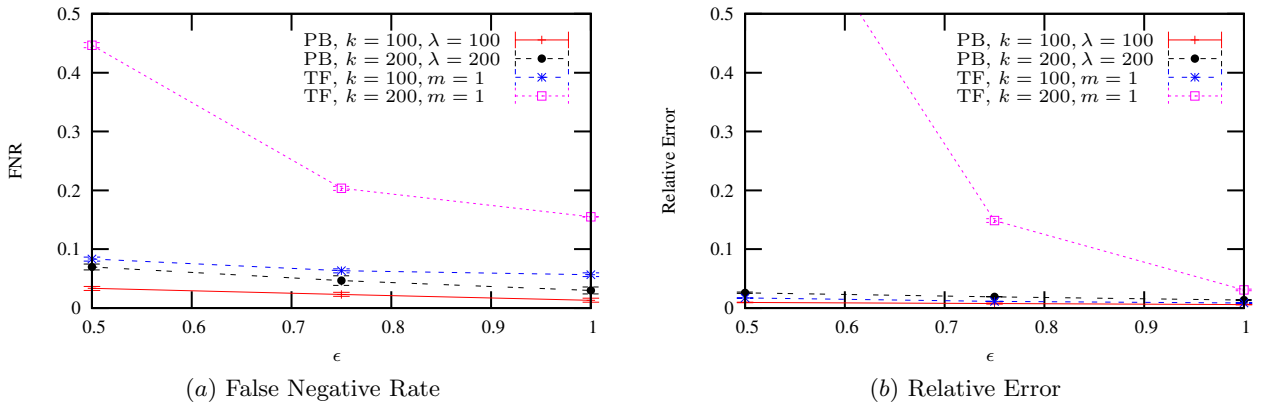 0.5
0.4
0.3
0.2
0.1
0
FNR
PB, k = 100, λ = 100
PB, k = 200, λ = 200
TF, k = 100, m = 1
TF, k = 200, m = 1
0.5 0.6 0.7 0.8 0.9 1
ϵ
(a) False Negative Rate
0.5
0.4
0.3
0.2
0.1
0
Relative Error
PB, k = 100, λ = 100
PB, k = 200, λ = 200
TF, k = 100, m = 1
TF, k = 200, m = 1
0.5 0.6 0.7 0.8 0.9 1
ϵ
(b) Relative Error